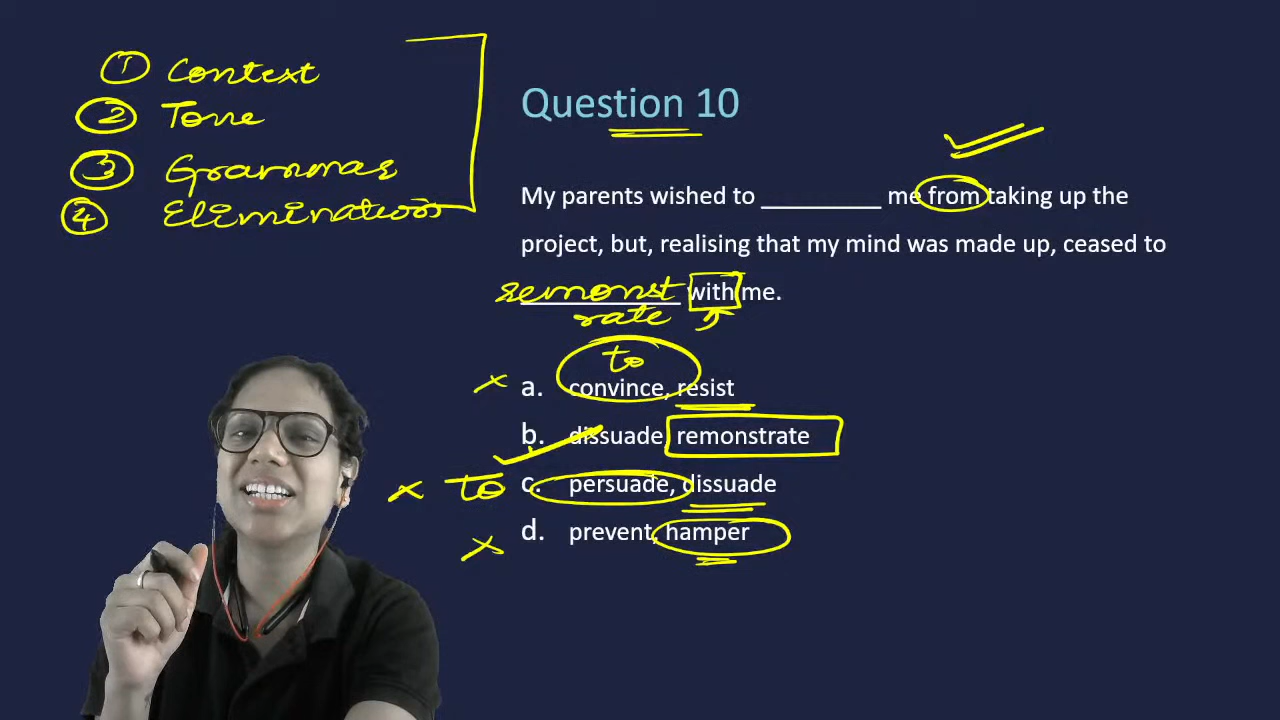 ① Context
② Tone
③ Grammar
④ Elimination
Question 10
My parents wished to __________ me from taking up the
project, but, realising that my mind was made up, ceased to
remonst with me.
rate
to
a. convince, resist
b. dissuade, remonstrate
to c. persuade, dissuade
d. prevent, hamper